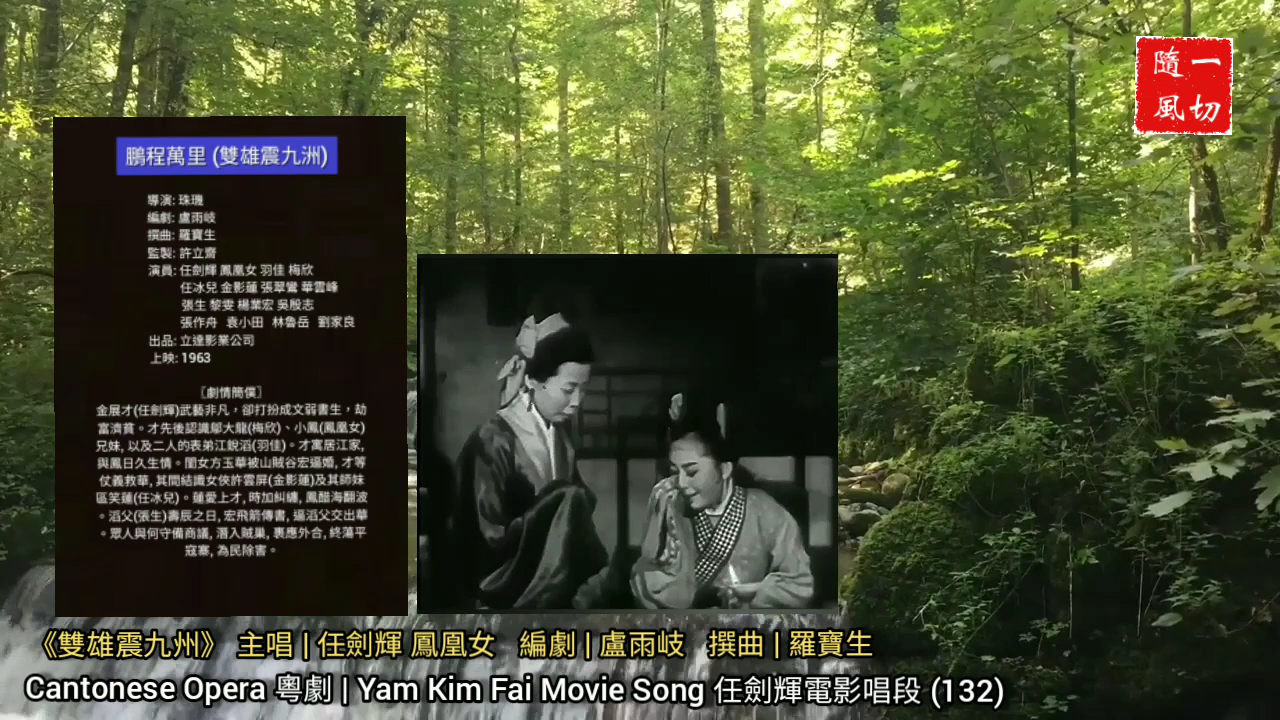 鵬程萬里 (雙雄震九洲)
導演: 珠璣
編劇: 盧雨岐
撰曲: 羅寶生
監製: 許立齋
演員: 任劍輝 鳳凰女 羽佳 梅欣
任冰兒 金影蓮 張翠鸞 華雲峰
張生 黎雯 楊業宏 吳殷志
張作舟 袁小田 林魯岳 劉家良
出品: 立達影業公司
上映: 1963
〖劇情簡僕〗
金展才(任劍輝)武藝非凡，卻打扮成文弱書生，劫
富濟貧。才先後認識鄔大龍(梅欣)、小鳳(鳳凰女)
兄妹, 以及二人的表弟江銳滔(羽佳)。才寓居江家,
與鳳日久生情。閨女方玉華被山賊谷宏逼婚, 才等
仗義救華, 其間結識女俠許雲屏(金影蓮)及其師妹
區笑蓮(任冰兒)。蓮愛上才, 時加糾纏, 鳳醋海翻波
。滔父(張生)壽辰之日, 宏飛箭傳書, 逼滔父交出華
。眾人與何守備商議, 潛入賊巢, 裏應外合, 終蕩平
寇寨, 為民除害。
一切
隨風
《雙雄震九州》 主唱 | 任劍輝 鳳凰女 編劇 | 盧雨岐 撰曲 | 羅寶生
Cantonese Opera 粵劇 | Yam Kim Fai Movie Song 任劍輝電影唱段 (132)